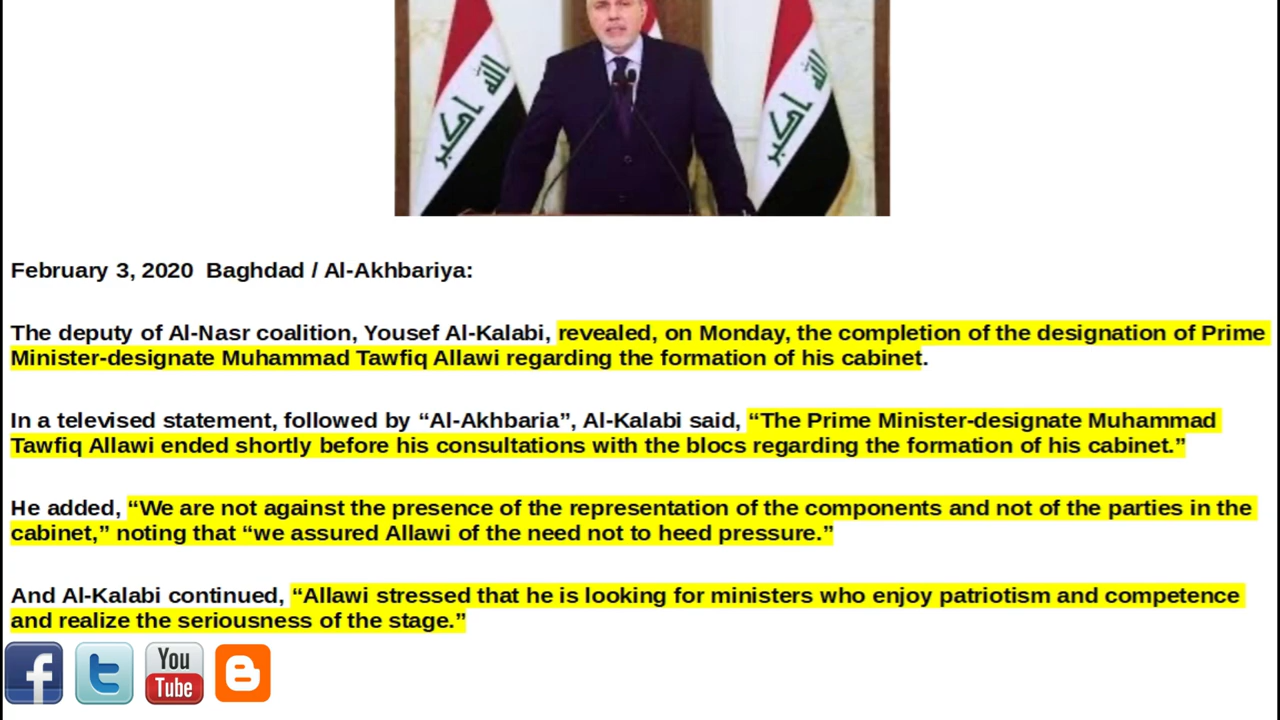 الله اكبر
الله اكبر
February 3, 2020 Baghdad / Al-Akhbariya:
The deputy of Al-Nasr coalition, Yousef Al-Kalabi, revealed, on Monday, the completion of the designation of Prime
Minister-designate Muhammad Tawfiq Allawi regarding the formation of his cabinet.
In a televised statement, followed by “Al-Akhbaria”, Al-Kalabi said, “The Prime Minister-designate Muhammad
Tawfiq Allawi ended shortly before his consultations with the blocs regarding the formation of his cabinet.”
He added, “We are not against the presence of the representation of the components and not of the parties in the
cabinet,” noting that “we assured Allawi of the need not to heed pressure.”
And Al-Kalabi continued, “Allawi stressed that he is looking for ministers who enjoy patriotism and competence
and realize the seriousness of the stage.”
You
Tube